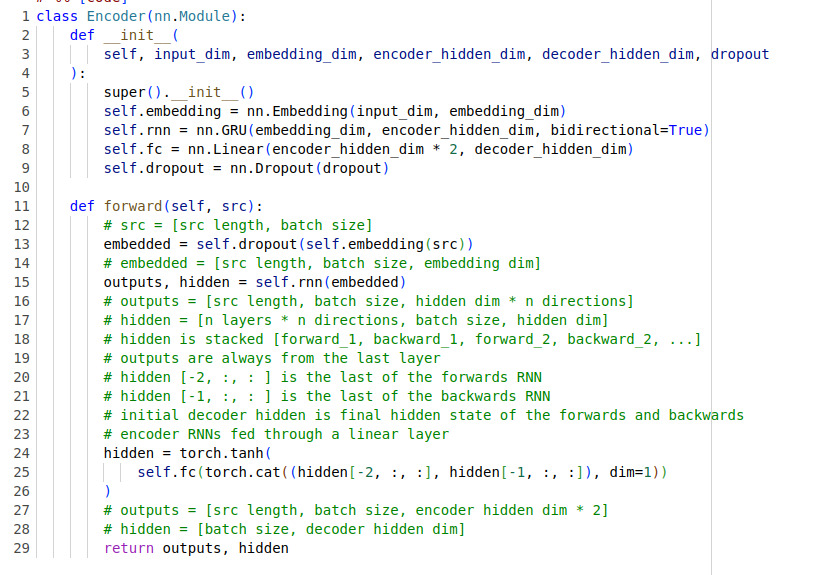 # %% [code]
1 class Encoder(nn.Module):
2     def __init__(
3         self, input_dim, embedding_dim, encoder_hidden_dim, decoder_hidden_dim, dropout
4     ):
5         super().__init__()
6         self.embedding = nn.Embedding(input_dim, embedding_dim)
7         self.rnn = nn.GRU(embedding_dim, encoder_hidden_dim, bidirectional=True)
8         self.fc = nn.Linear(encoder_hidden_dim * 2, decoder_hidden_dim)
9         self.dropout = nn.Dropout(dropout)
10
11     def forward(self, src):
12         # src = [src length, batch size]
13         embedded = self.dropout(self.embedding(src))
14         # embedded = [src length, batch size, embedding dim]
15         outputs, hidden = self.rnn(embedded)
16         # outputs = [src length, batch size, hidden dim * n directions]
17         # hidden = [n layers * n directions, batch size, hidden dim]
18         # hidden is stacked [forward_1, backward_1, forward_2, backward_2, ...]
19         # outputs are always from the last layer
20         # hidden [-2, :, : ] is the last of the forwards RNN
21         # hidden [-1, :, : ] is the last of the backwards RNN
22         # initial decoder hidden is final hidden state of the forwards and backwards
23         # encoder RNNs fed through a linear layer
24         hidden = torch.tanh(
25             self.fc(torch.cat((hidden[-2, :, :], hidden[-1, :, :]), dim=1))
26         )
27         # outputs = [src length, batch size, encoder hidden dim * 2]
28         # hidden = [batch size, decoder hidden dim]
29         return outputs, hidden